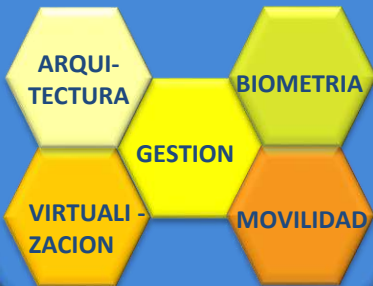 ARQUI-
TECTURA
BIOMETRIA
GESTION
VIRTUALI -
ZACION
MOVILIDAD